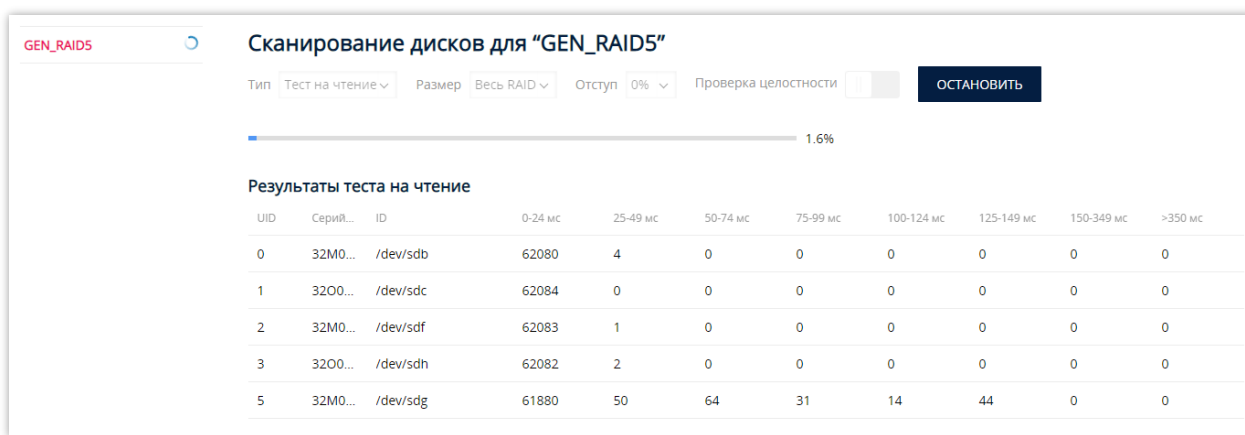 GEN_RAID5
Сканирование дисков для “GEN_RAID5”
Тип Тест на чтение Размер Весь RAID Отступ 0% Проверка целостности ОСТАНОВИТЬ
1.6%
Результаты теста на чтение
UID Серий... ID 0-24 мс 25-49 мс 50-74 мс 75-99 мс 100-124 мс 125-149 мс 150-349 мс >350 мс
0 32M0... /dev/sdb 62080 4 0 0 0 0 0 0
1 32O0... /dev/sdc 62084 0 0 0 0 0 0 0
2 32M0... /dev/sdf 62083 1 0 0 0 0 0 0
3 32O0... /dev/sdh 62082 2 0 0 0 0 0 0
5 32M0... /dev/sdg 61880 50 64 31 14 44 0 0